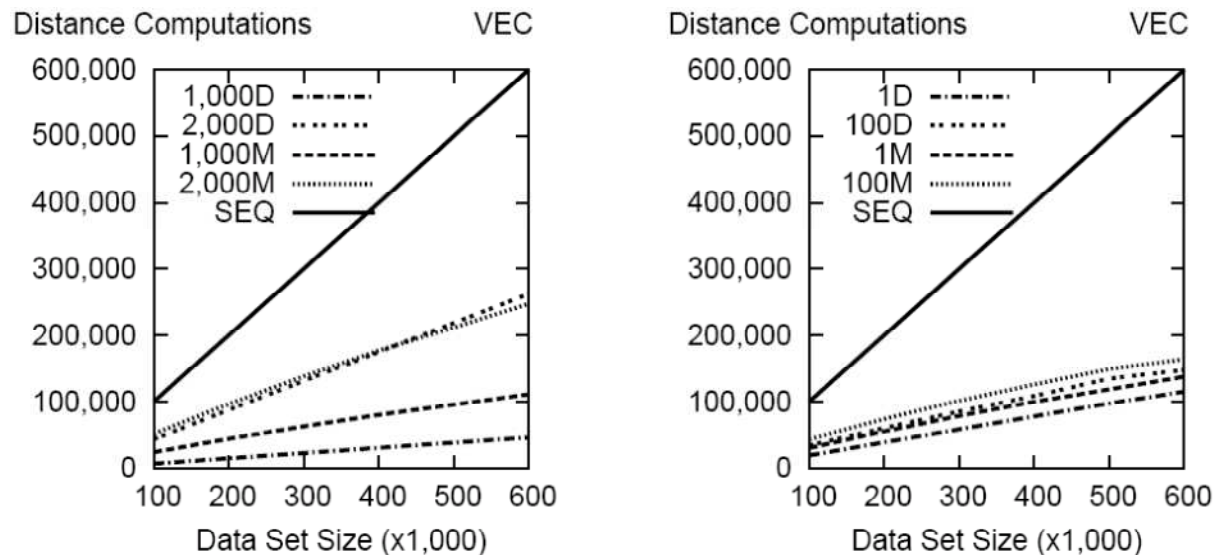 Distance Computations VEC
600,000
500,000
400,000
300,000
200,000
100,000
0
1,000D
2,000D
1,000M
2,000M
SEQ
100 200 300 400 500 600
Data Set Size (x1,000)
Distance Computations VEC
600,000
500,000
400,000
300,000
200,000
100,000
0
1D
100D
1M
100M
SEQ
100 200 300 400 500 600
Data Set Size (x1,000)